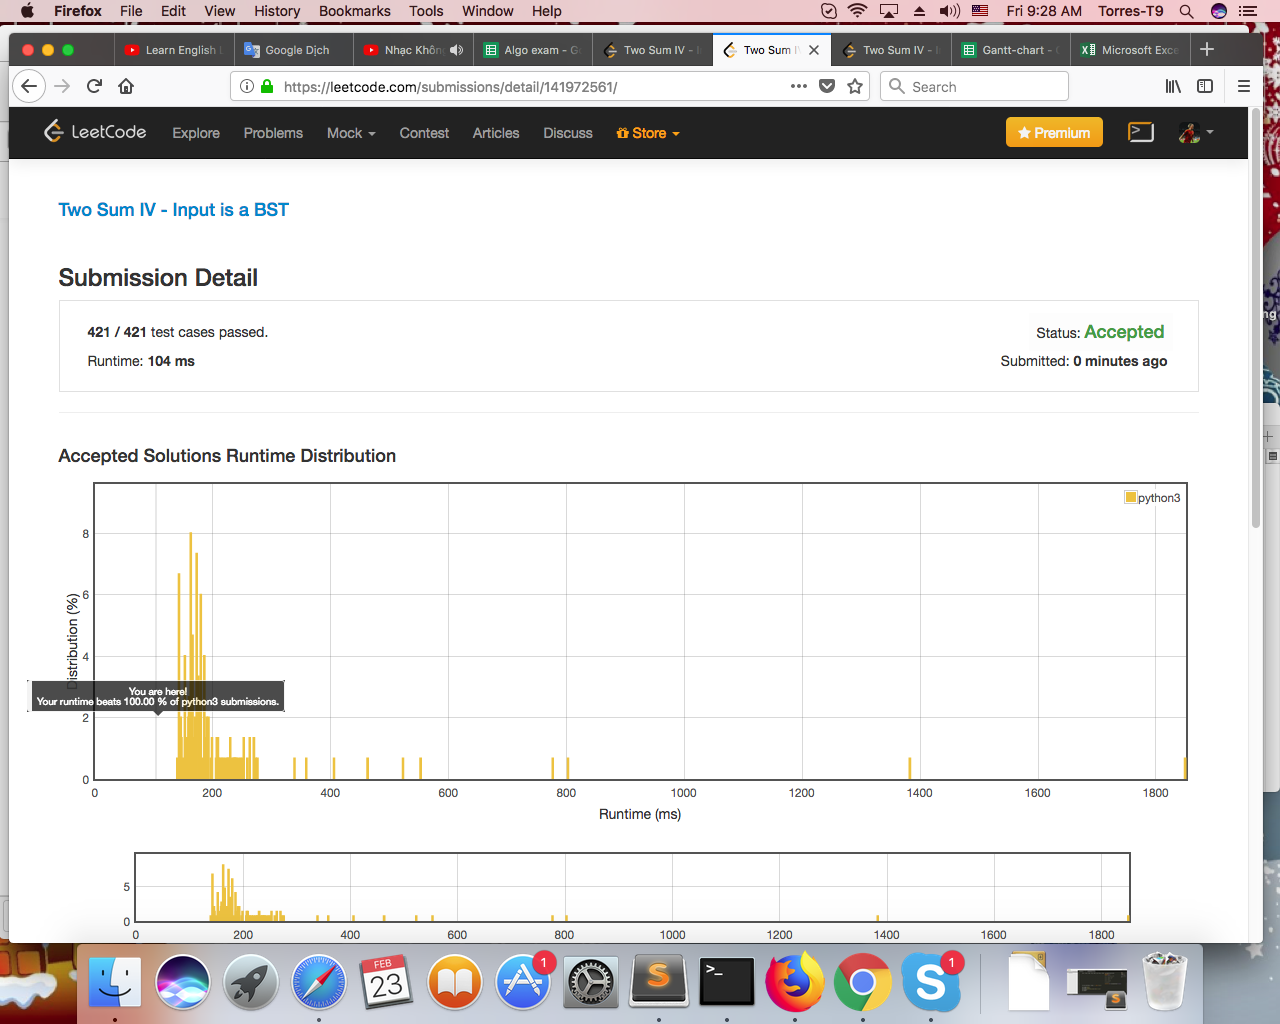 Firefox File Edit View History Bookmarks Tools Window Help Fri 9:28 AM Torres-T9
Learn English Google Dịch Nhạc Khôn Algo exam - G Two Sum IV - I Two Sum IV Two Sum IV - I Gantt-chart - Microsoft Exce
https://leetcode.com/submissions/detail/141972561/ Search
LeetCode Explore Problems Mock Contest Articles Discuss Store Premium >_
Two Sum IV - Input is a BST
Submission Detail
421 / 421 test cases passed. Status: Accepted
Runtime: 104 ms Submitted: 0 minutes ago
Accepted Solutions Runtime Distribution
python3
8
6
4
2
0
Distribution (%)
You are here!
Your runtime beats 100.00 % of python3 submissions.
0 200 400 600 800 1000 1200 1400 1600 1800
Runtime (ms)
5
0
0 200 400 600 800 1000 1200 1400 1600 1800
ng
FEB
23
1
S
>_
S
1